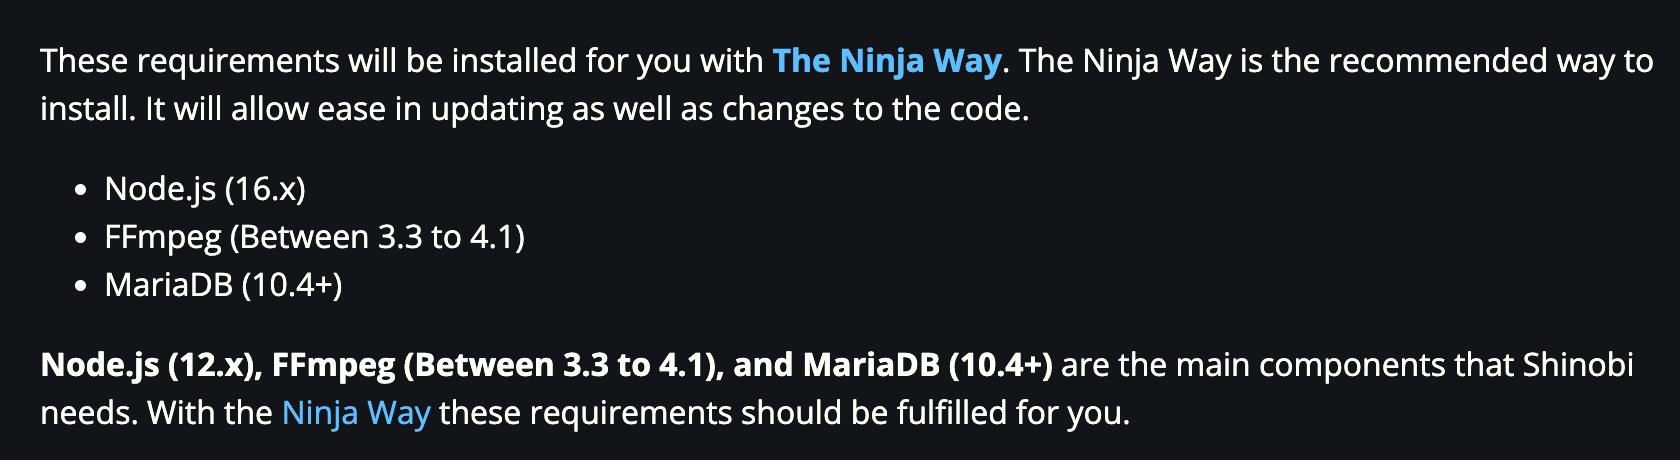 These requirements will be installed for you with The Ninja Way. The Ninja Way is the recommended way to
install. It will allow ease in updating as well as changes to the code.
• Node.js (16.x)
• FFmpeg (Between 3.3 to 4.1)
• MariaDB (10.4+)
Node.js (12.x), FFmpeg (Between 3.3 to 4.1), and MariaDB (10.4+) are the main components that Shinobi
needs. With the Ninja Way these requirements should be fulfilled for you.